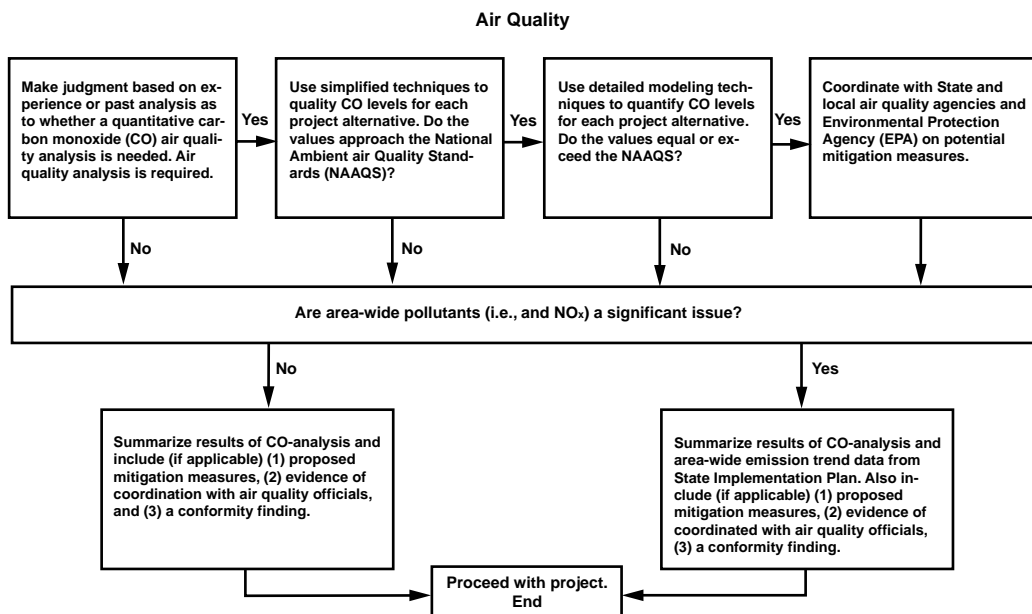 Air Quality
Make judgment based on ex-
perience or past analysis as
to whether a quantitative car-
bon monoxide (CO) air qual-
ity analysis is needed. Air
quality analysis is required.
Yes
Use simplified techniques to
quality CO levels for each
project alternative. Do the
values approach the National
Ambient air Quality Stan-
dards (NAAQS)?
Yes
Use detailed modeling tech-
niques to quantify CO levels
for each project alternative.
Do the values equal or ex-
ceed the NAAQS?
Yes
Coordinate with State and
local air quality agencies and
Environmental Protection
Agency (EPA) on potential
mitigation measures.
No
No
No
Are area-wide pollutants (i.e., and NOx) a significant issue?
No
Yes
Summarize results of CO-analysis and
include (if applicable) (1) proposed
mitigation measures, (2) evidence of
coordination with air quality officials,
and (3) a conformity finding.
Summarize results of CO-analysis and
area-wide emission trend data from
State Implementation Plan. Also in-
clude (if applicable) (1) proposed
mitigation measures, (2) evidence of
coordinated with air quality officials,
(3) a conformity finding.
Proceed with project.
End